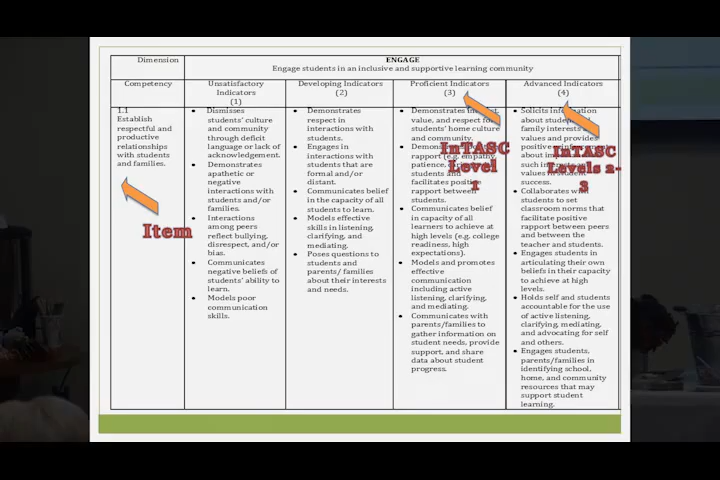 Dimension
ENGAGE
Engage students in an inclusive and supportive learning community
Competency
Unsatisfactory
Indicators
(1)
Developing Indicators
(2)
Proficient Indicators
(3)
Advanced Indicators
(4)
1.1
Establish
respectful and
productive
relationships
with students
and families.
• Dismisses
students' culture
and community
through deficit
language or lack of
acknowledgement.
• Demonstrates
apathetic or
negative
interactions with
students and/or
families.
• Interactions
among peers
reflect bullying,
disrespect, and/or
bias.
• Communicates
negative beliefs of
students' ability to
learn.
• Models poor
communication
skills.
• Demonstrates
respect in
interactions with
students.
• Engages in
interactions with
students that are
formal and/or
distant.
• Communicates belief
in the capacity of all
students to learn.
• Models effective
skills in listening,
clarifying, and
mediating.
• Poses questions to
students and
parents/ families
about their interests
and needs.
• Demonstrates
value, and respect for
students' home culture
and community.
•
rapport (e.g. empathy,
patience,
students and
facilitates positive
rapport between
students.
• Communicates belief
in capacity of all
learners to achieve at
high levels (e.g. college
readiness, high
expectations).
• Models and promotes
effective
communication
including active
listening, clarifying,
and mediating.
• Communicates with
parents/families to
gather information on
student needs, provide
support, and share
data about student
progress.
• Solicits information
about
family interests
values and provides
positive
about
such
values
success.
• Collaborates with
students to set
classroom norms that
facilitate positive
rapport between peers
and between the
teacher and students.
• Engages students in
articulating their own
beliefs in their capacity
to achieve at high
levels.
• Holds self and students
accountable for the use
of active listening,
clarifying, mediating,
and advocating for self
and others.
• Engages students,
parents/families in
identifying school,
home, and community
resources that may
support student
learning.
Item
InTASC
Level
1
InTASC
Levels 2-
3